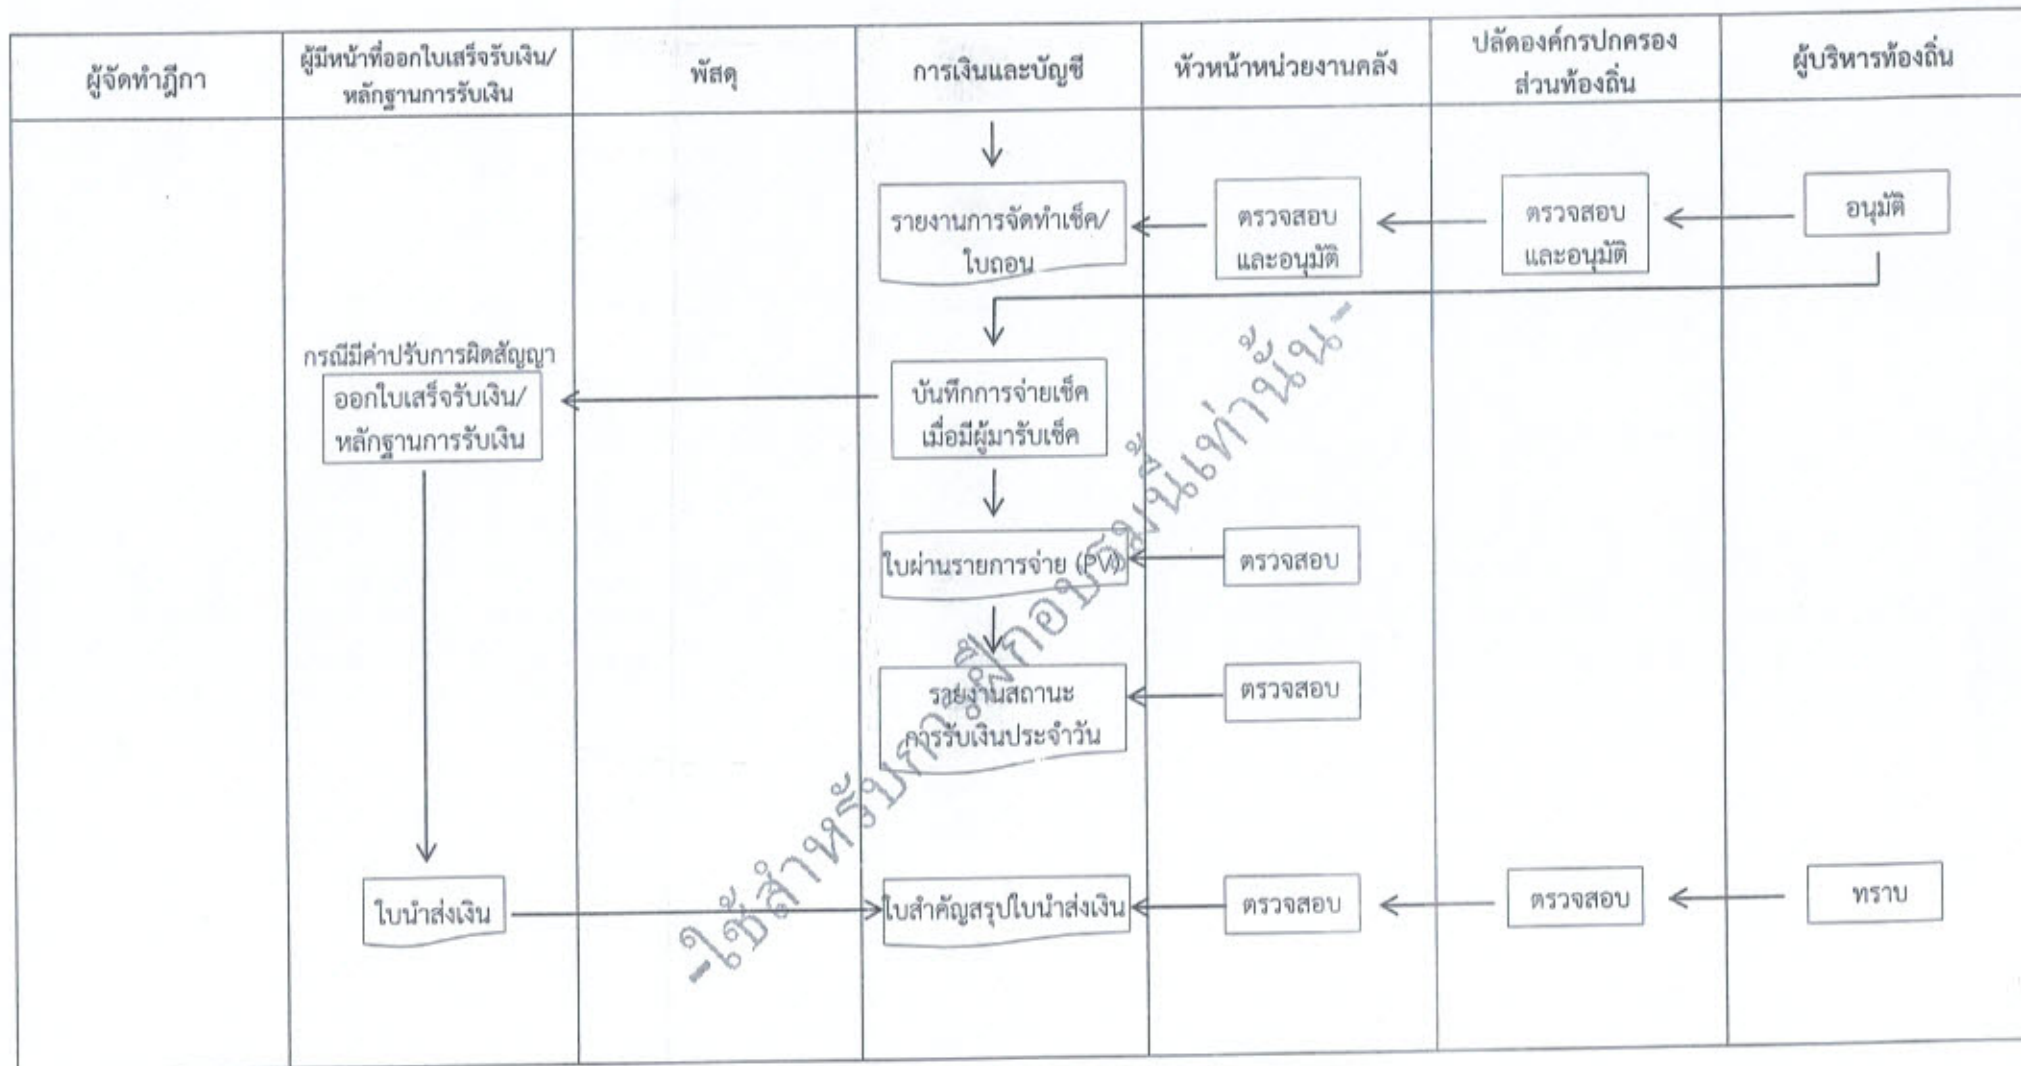 ผู้จัดทำฎีกา
ผู้มีหน้าที่ออกใบเสร็จรับเงิน/
หลักฐานการรับเงิน
พัสดุ
การเงินและบัญชี
หัวหน้าหน่วยงานคลัง
ปลัดองค์กรปกครอง
ส่วนท้องถิ่น
ผู้บริหารท้องถิ่น
รายงานการจัดทำเช็ค/
ใบถอน
ตรวจสอบ
และอนุมัติ
ตรวจสอบ
และอนุมัติ
อนุมัติ
กรณีมีค่าปรับการผิดสัญญา
ออกใบเสร็จรับเงิน/
หลักฐานการรับเงิน
บันทึกการจ่ายเช็ค
เมื่อมีผู้มารับเช็ค
ใบผ่านรายการจ่าย (PV)
ตรวจสอบ
รายงานสถานะ
การรับเงินประจำวัน
ตรวจสอบ
ใบนำส่งเงิน
ใบสำคัญสรุปใบนำส่งเงิน
ตรวจสอบ
ตรวจสอบ
ทราบ
-ใช้สำหรับการฝึกอบรมนี้เท่านั้น-